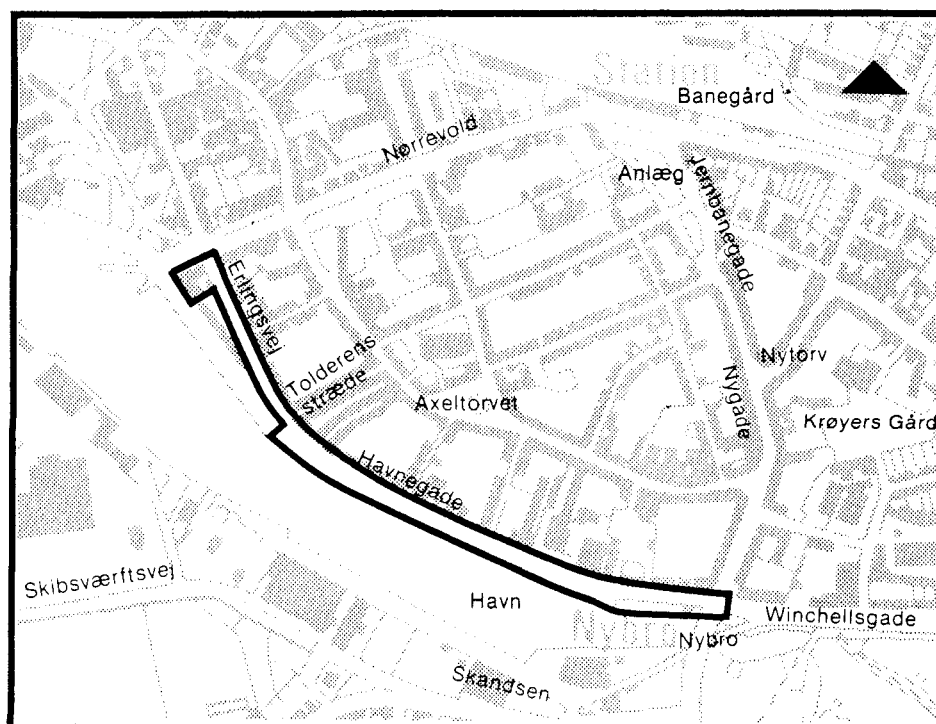 Station
Banegård
Nørrevold
Anlæg
Jernbanegade
Erlingsvej
Tolderens
stræde
Nytorv
Axeltorvet
Nygade
Krøyers Gård
Havnegade
Skibsværftsvej
Havn
Winchellsgade
Nybro
Nybro
Skandsen